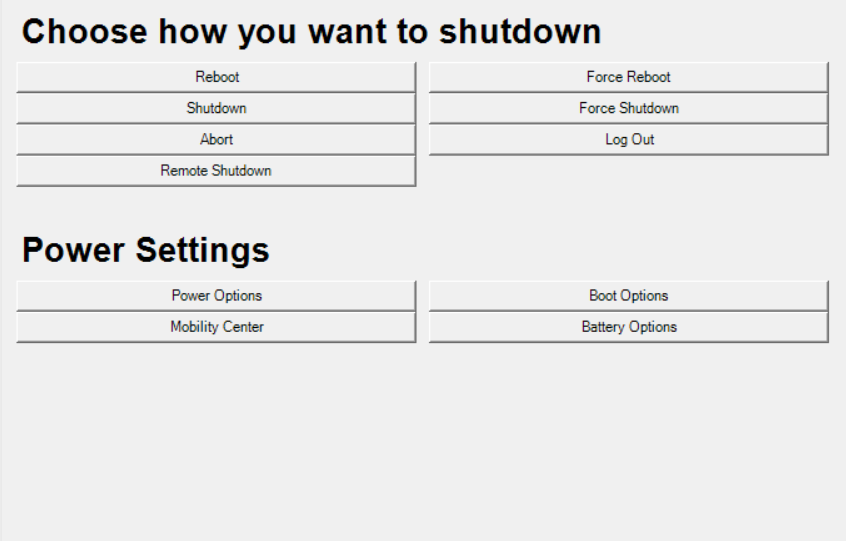 Choose how you want to shutdown
Reboot
Force Reboot
Shutdown
Force Shutdown
Abort
Log Out
Remote Shutdown
Power Settings
Power Options
Boot Options
Mobility Center
Battery Options